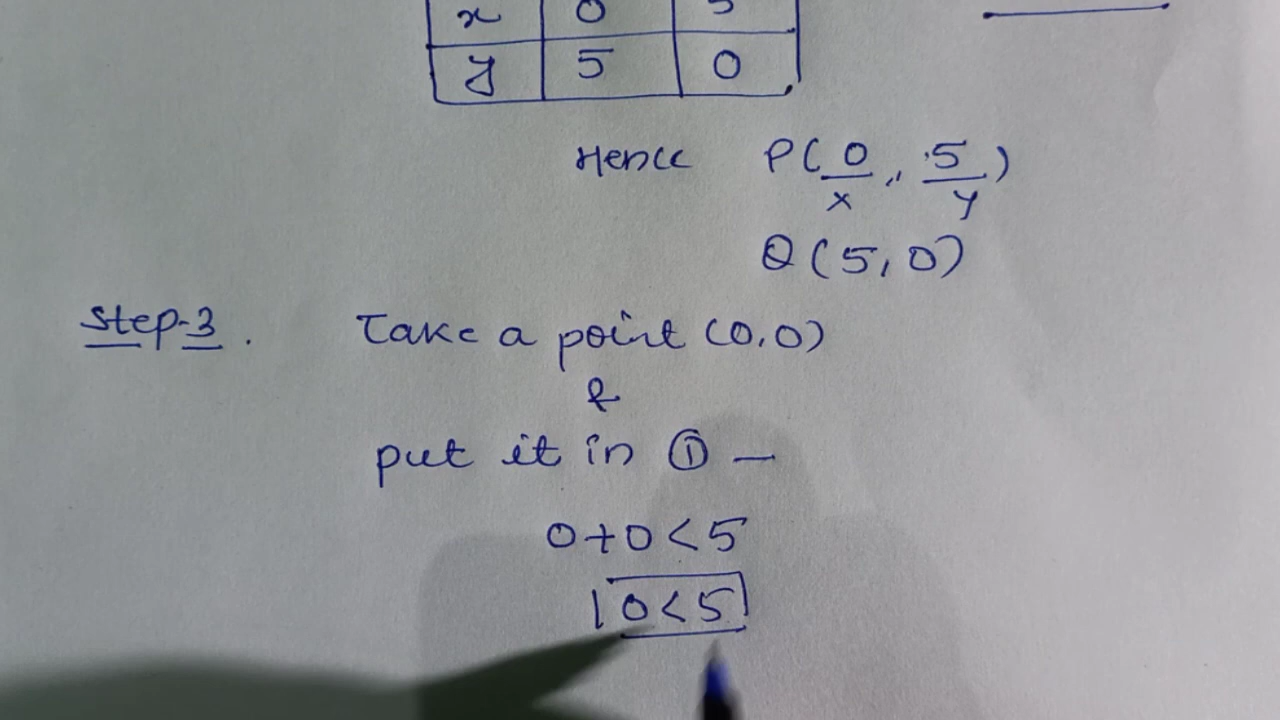 x 0 5
y 5 0
Hence P(0, 5)
x y
Q(5,0)
Step-3. Take a point (0,0)
&
put it in ① —
0+0<5
0<5